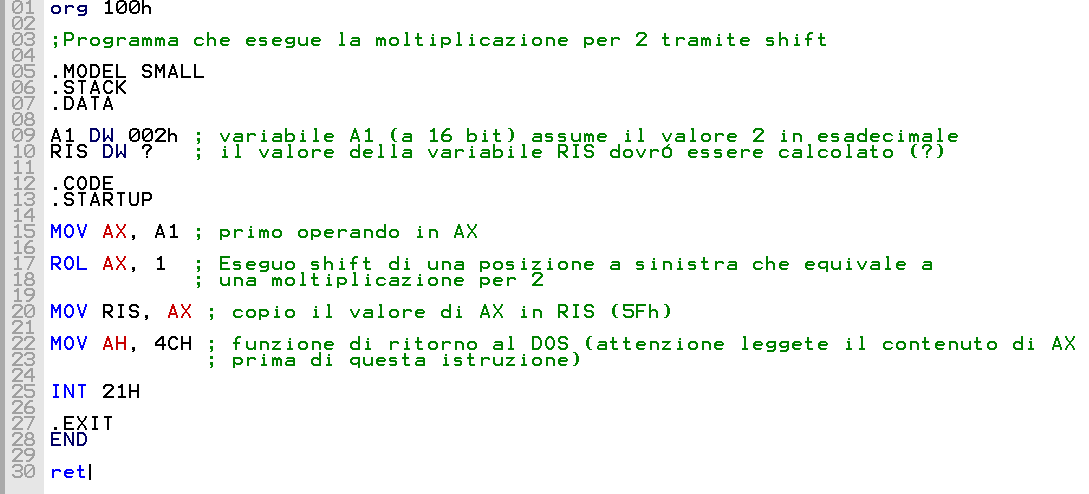 01 org 100h
02
03 ;Programma che esegue la moltiplicazione per 2 tramite shift
04
05 .MODEL SMALL
06 .STACK
07 .DATA
08
09 A1 DW 002h ; variabile A1 (a 16 bit) assume il valore 2 in esadecimale
10 RIS DW ? ; il valore della variabile RIS dovró essere calcolato (?)
11
12 .CODE
13 .STARTUP
14
15 MOV AX, A1 ; primo operando in AX
16
17 ROL AX, 1 ; Eseguo shift di una posizione a sinistra che equivale a
18 ; una moltiplicazione per 2
19
20 MOV RIS, AX ; copio il valore di AX in RIS (5Fh)
21
22 MOV AH, 4CH ; funzione di ritorno al DOS (attenzione leggete il contenuto di AX
23 ; prima di questa istruzione)
24
25 INT 21H
26
27 .EXIT
28 END
29
30 ret